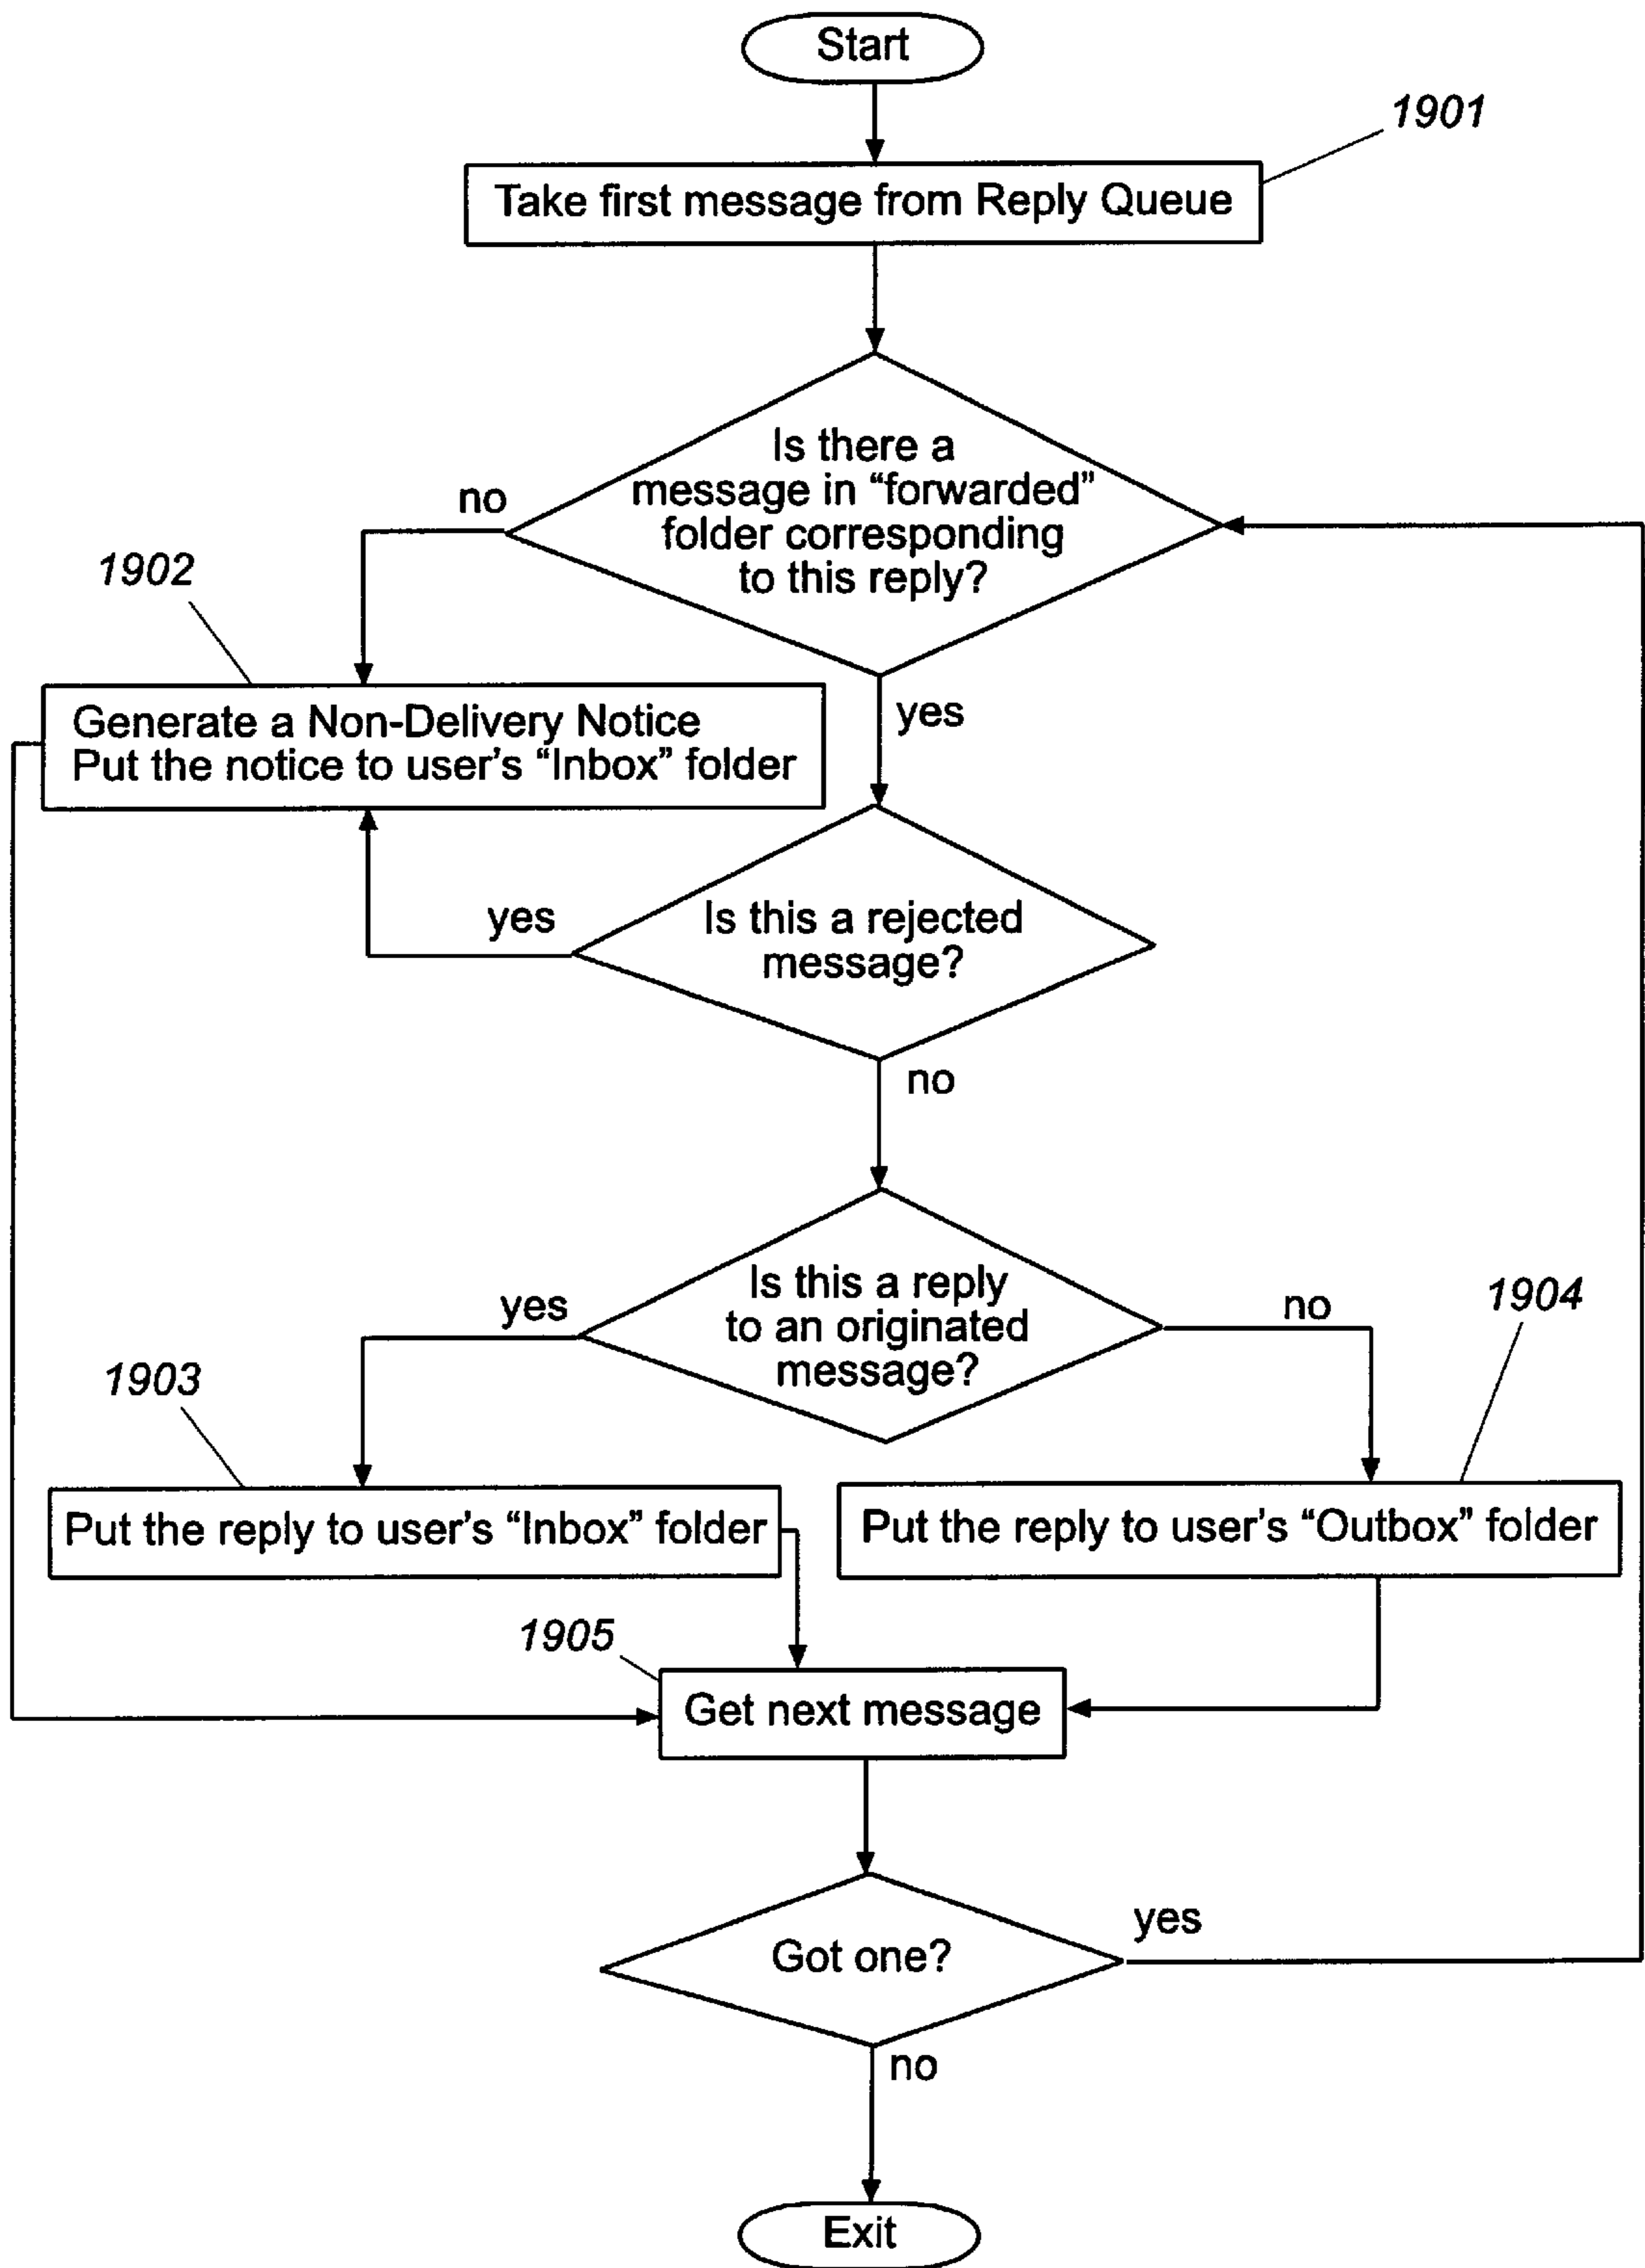 Start
1901
Take first message from Reply Queue
Is there a
message in “forwarded”
folder corresponding
to this reply?
no
1902
yes
Generate a Non-Delivery Notice
Put the notice to user's “Inbox” folder
yes
Is this a rejected
message?
no
Is this a reply
to an originated
message?
yes
no
1904
1903
Put the reply to user's “Inbox” folder
Put the reply to user's “Outbox” folder
1905
Get next message
Got one?
yes
no
Exit